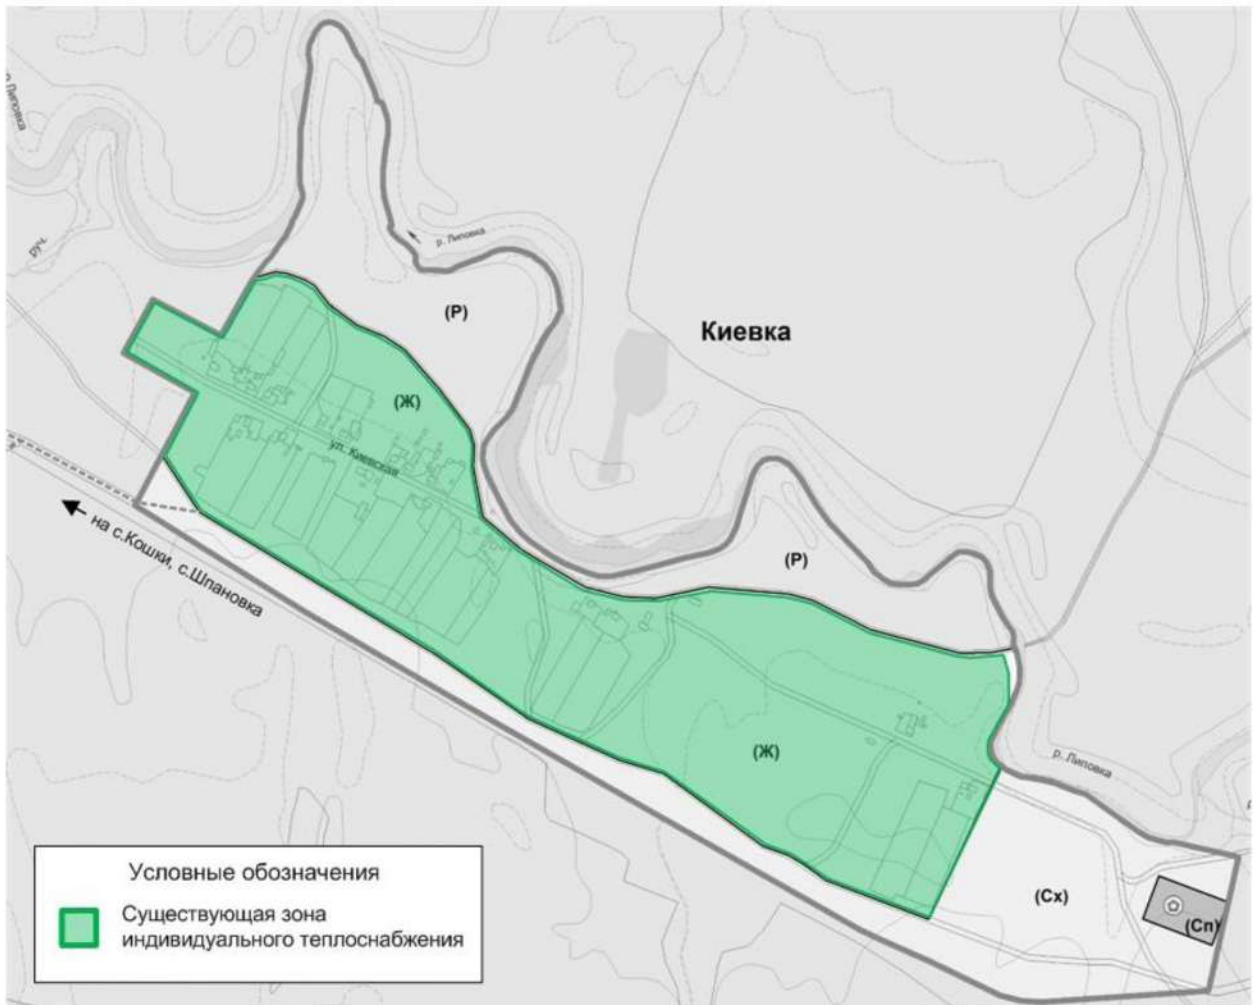 р. Липовка
руч.
р. Липовка
(Р)
Киевка
(Ж)
ул. Киевская
на с.Кошки, с.Шпановка
(Р)
(Ж)
р. Липовка
(Сх)
(Сп)
Условные обозначения
Существующая зона
индивидуального теплоснабжения